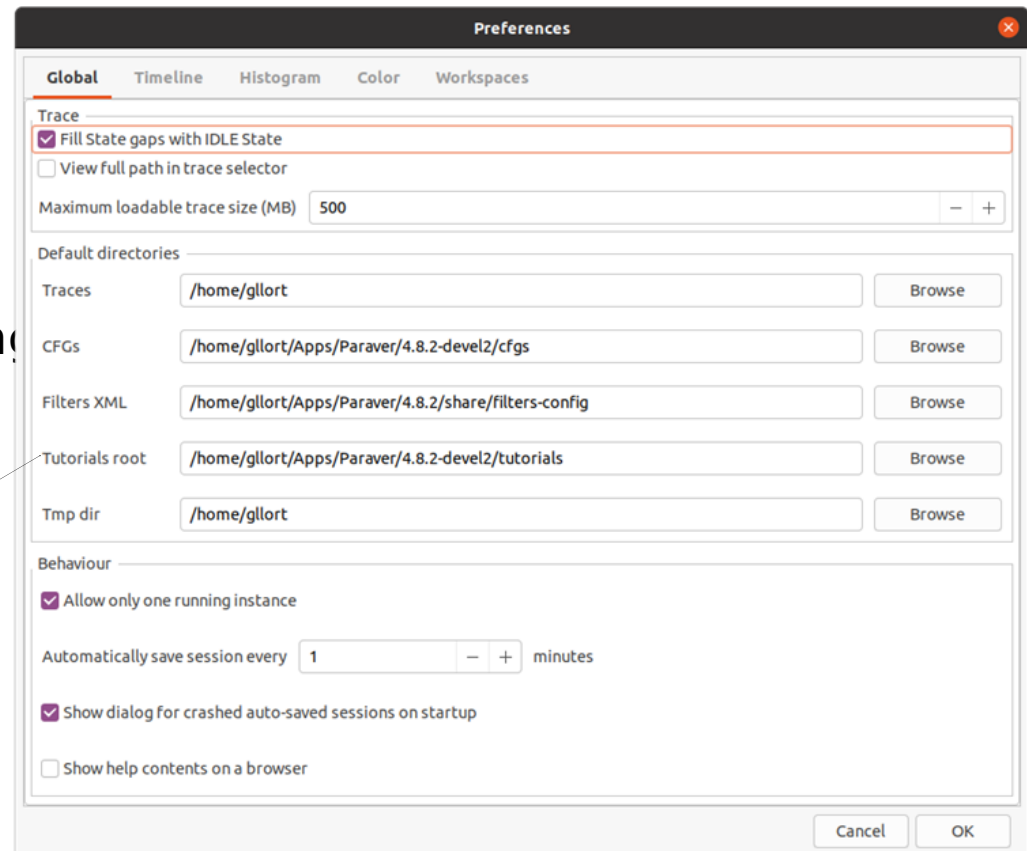 Preferences
Global Timeline Histogram Color Workspaces
Trace
Fill State gaps with IDLE State
View full path in trace selector
Maximum loadable trace size (MB) 500
Default directories
Traces /home/gllort Browse
CFGs /home/gllort/Apps/Paraver/4.8.2-devel2/cfgs Browse
Filters XML /home/gllort/Apps/Paraver/4.8.2/share/filters-config Browse
Tutorials root /home/gllort/Apps/Paraver/4.8.2-devel2/tutorials Browse
Tmp dir /home/gllort Browse
Behaviour
Allow only one running instance
Automatically save session every 1 minutes
Show dialog for crashed auto-saved sessions on startup
Show help contents on a browser
Cancel OK